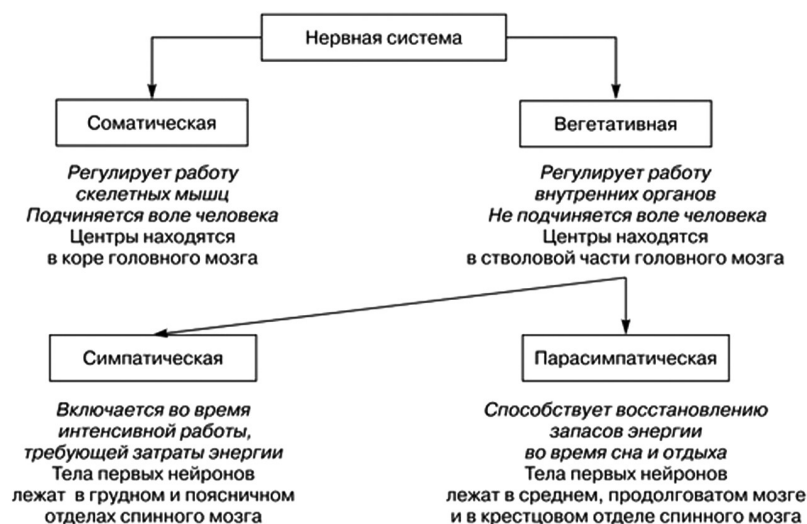 Нервная система
Соматическая
Вегетативная
Регулирует работу
скелетных мышц
Подчиняется воле человека
Центры находятся
в коре головного мозга
Регулирует работу
внутренних органов
Не подчиняется воле человека
Центры находятся
в стволовой части головного мозга
Симпатическая
Парасимпатическая
Включается во время
интенсивной работы,
требующей затраты энергии
Тела первых нейронов
лежат в грудном и поясничном
отделах спинного мозга
Способствует восстановлению
запасов энергии
во время сна и отдыха
Тела первых нейронов
лежат в среднем, продолговатом мозге
и в крестцовом отделе спинного мозга